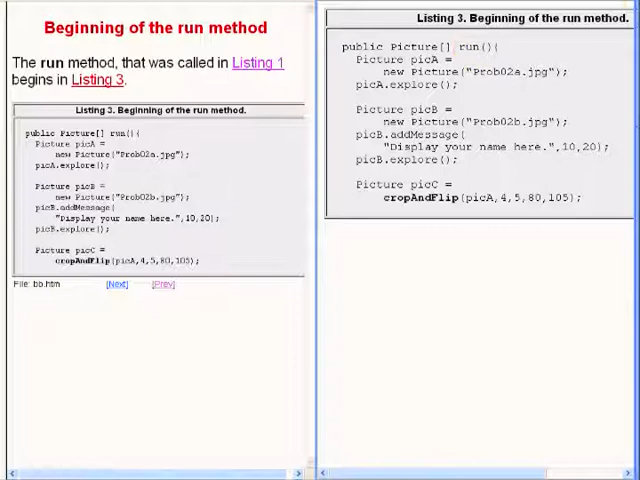 Beginning of the run method
The run method, that was called in Listing 1
begins in Listing 3.
Listing 3. Beginning of the run method.
public Picture[] run(){
Picture picA =
new Picture("Prob02a.jpg");
picA.explore();
Picture picB =
new Picture("Prob02b.jpg");
picB.addMessage(
"Display your name here.",10,20);
picB.explore();
Picture picC =
cropAndFlip(picA,4,5,80,105);
File: bb.htm [Next] [Prev]
Listing 3. Beginning of the run method.
public Picture[] run(){
Picture picA =
new Picture("Prob02a.jpg");
picA.explore();
Picture picB =
new Picture("Prob02b.jpg");
picB.addMessage(
"Display your name here.",10,20);
picB.explore();
Picture picC =
cropAndFlip(picA,4,5,80,105);